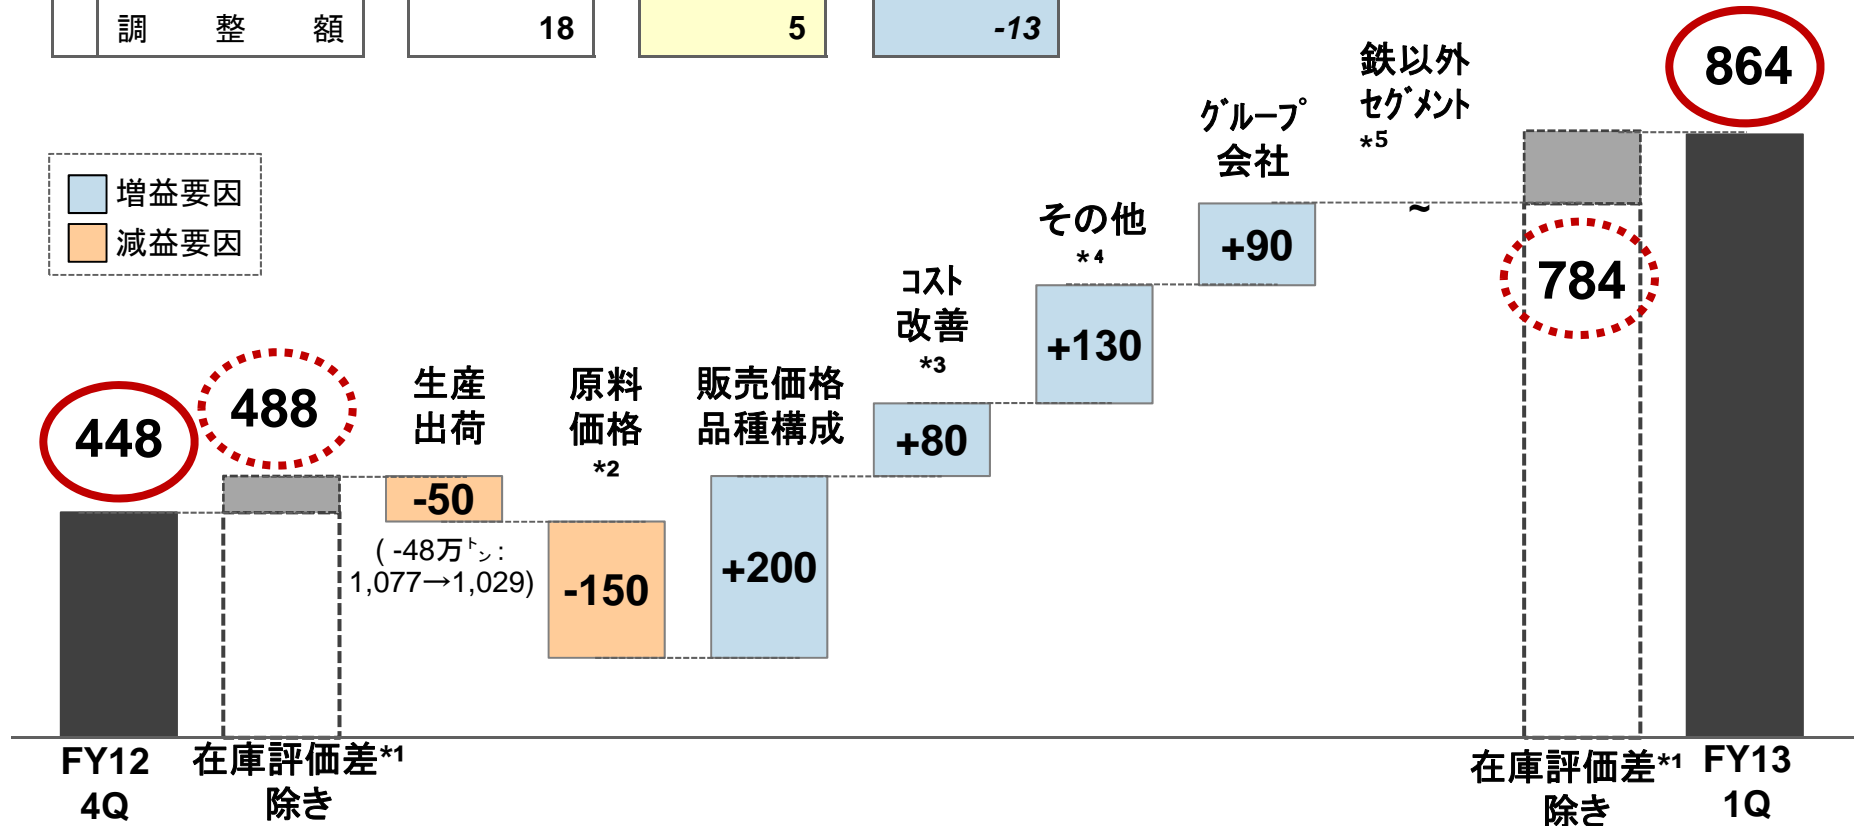 調整額 18 5 -13
864
鉄以外
セグメント
*5
グループ
会社
増益要因
減益要因
その他
*4
+90
784
コスト
改善
*3
+130
448
488
生産
出荷
原料
価格
*2
販売価格
品種構成
+80
-50
( -48万トン:
1,077→1,029)
-150
+200
~
FY12
4Q
在庫評価差*1
除き
在庫評価差*1
除き
FY13
1Q